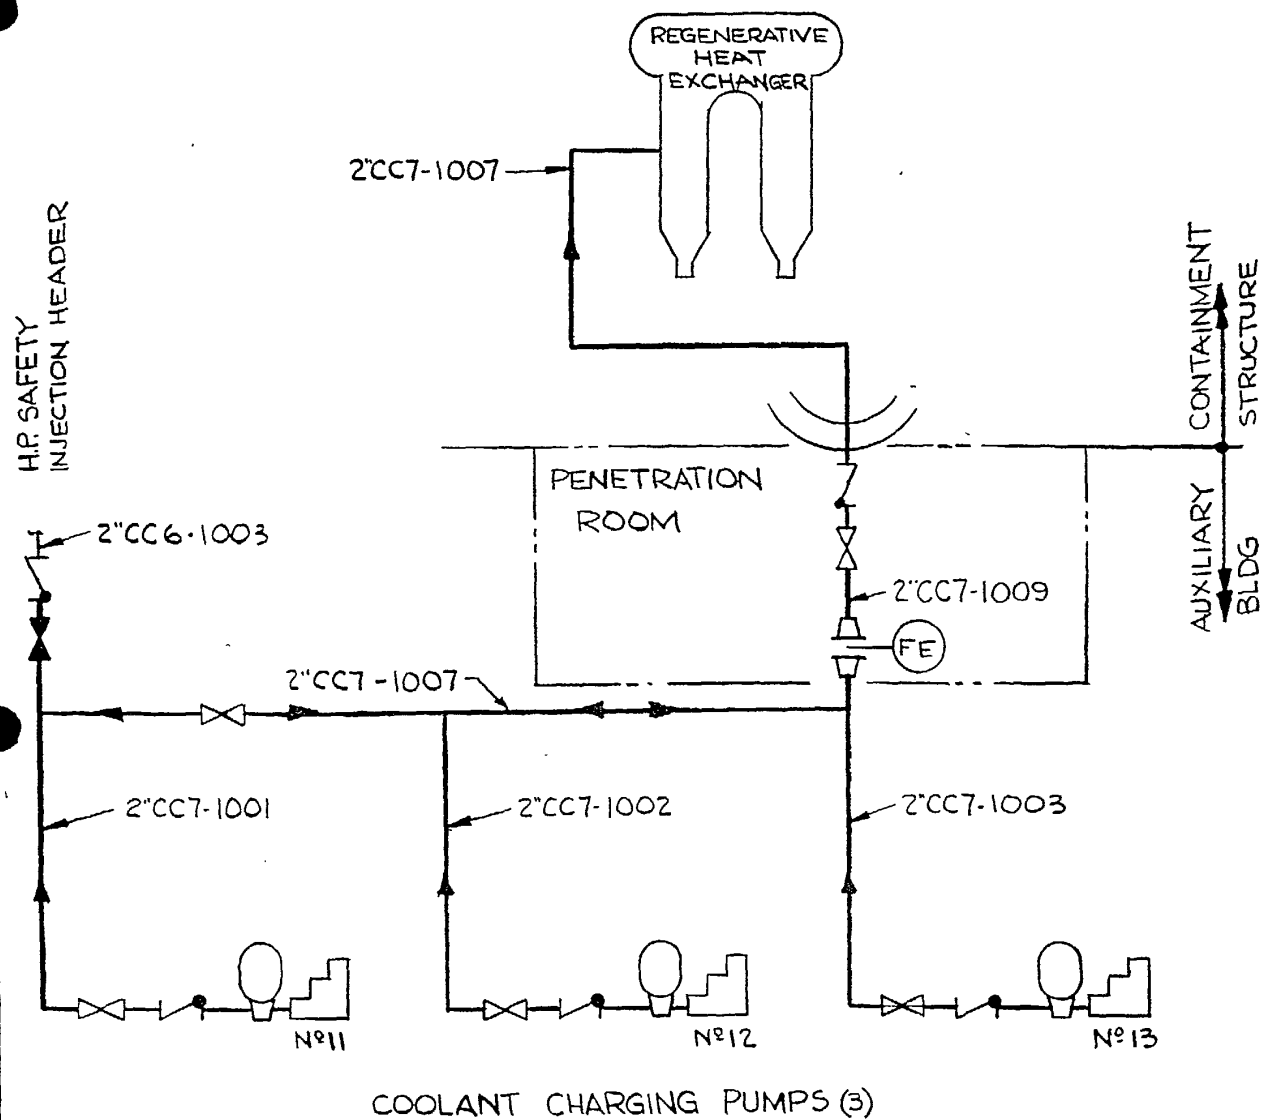 REGENERATIVE
HEAT
EXCHANGER
2"CC7-1007
H.P. SAFETY
INJECTION HEADER
CONTAINMENT
STRUCTURE
PENETRATION
ROOM
AUXILIARY
BLDG
2"CC6-1003
2"CC7-1009
FE
2"CC7-1007
2"CC7-1001
2"CC7-1002
2"CC7-1003
Nº11
Nº12
Nº13
COOLANT CHARGING PUMPS (3)